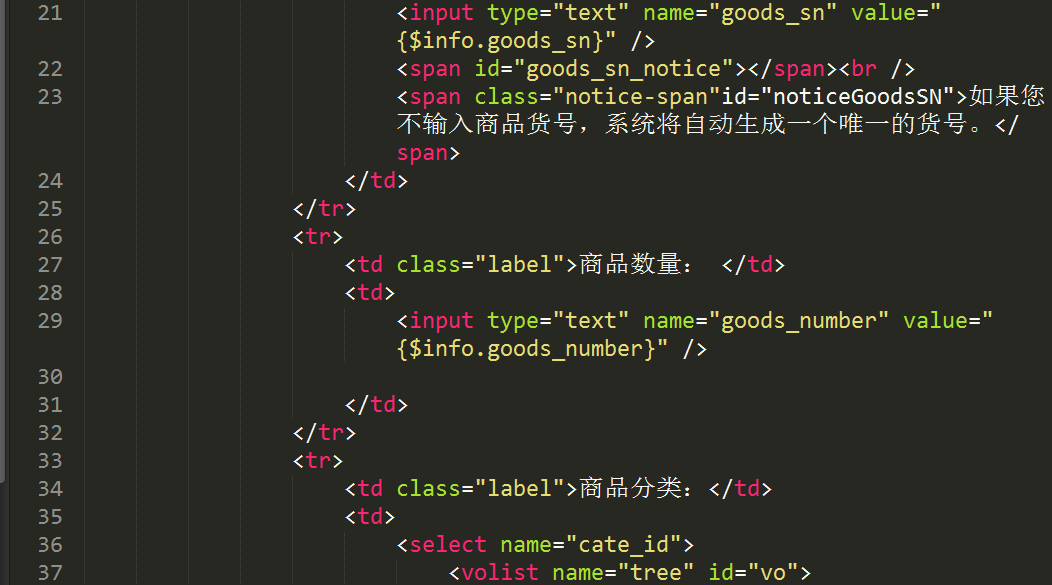 21 <input type="text" name="goods_sn" value="
{$info.goods_sn}" />
22 <span id="goods_sn_notice"></span><br />
23 <span class="notice-span"id="noticeGoodsSN">如果您
不输入商品货号，系统将自动生成一个唯一的货号。</
span>
24 </td>
25 </tr>
26 <tr>
27 <td class="label">商品数量： </td>
28 <td>
29 <input type="text" name="goods_number" value="
{$info.goods_number}" />
30
31 </td>
32 </tr>
33 <tr>
34 <td class="label">商品分类：</td>
35 <td>
36 <select name="cate_id">
37 <volist name="tree" id="vo">